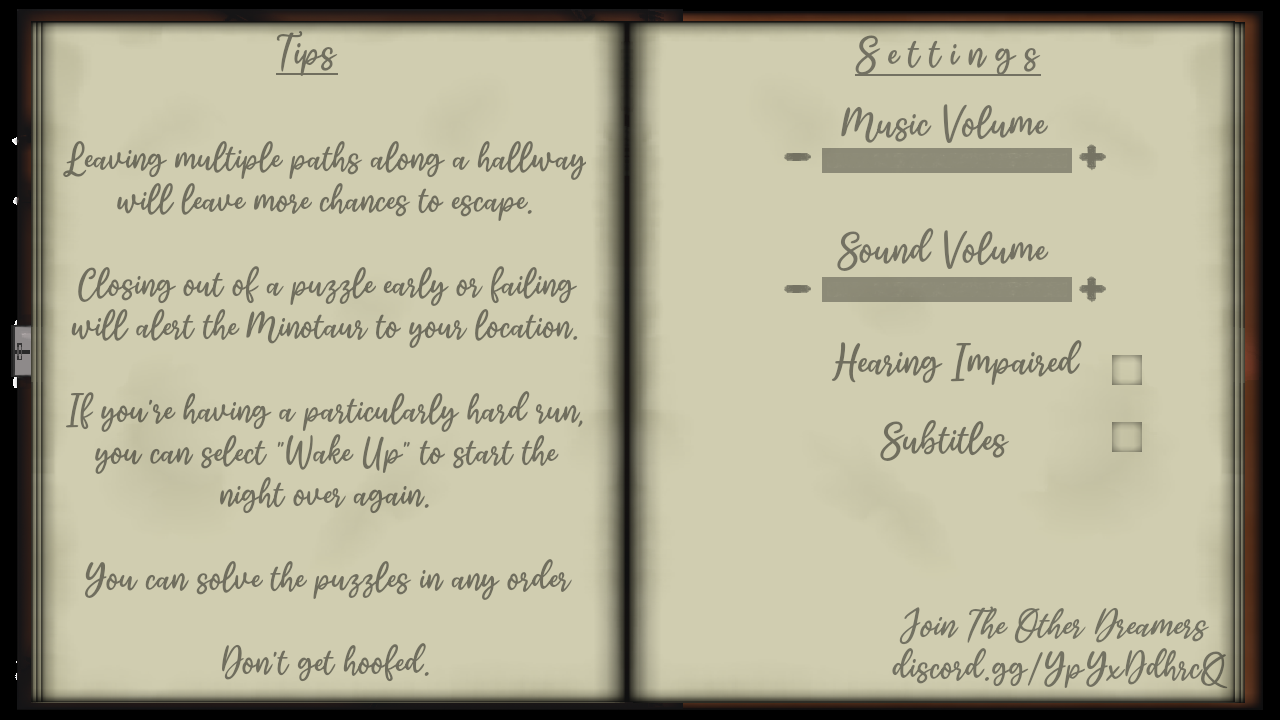 Tips
Leaving multiple paths along a hallway
will leave more chances to escape.
Closing out of a puzzle early or failing
will alert the Minotaur to your location.
If you're having a particularly hard run,
you can select "Wake Up" to start the
night over again.
You can solve the puzzles in any order
Don't get hoofed.
Settings
Music Volume
Sound Volume
Hearing Impaired
Subtitles
Join The Other Dreamers
discord.gg/YpYxDdhrcQ